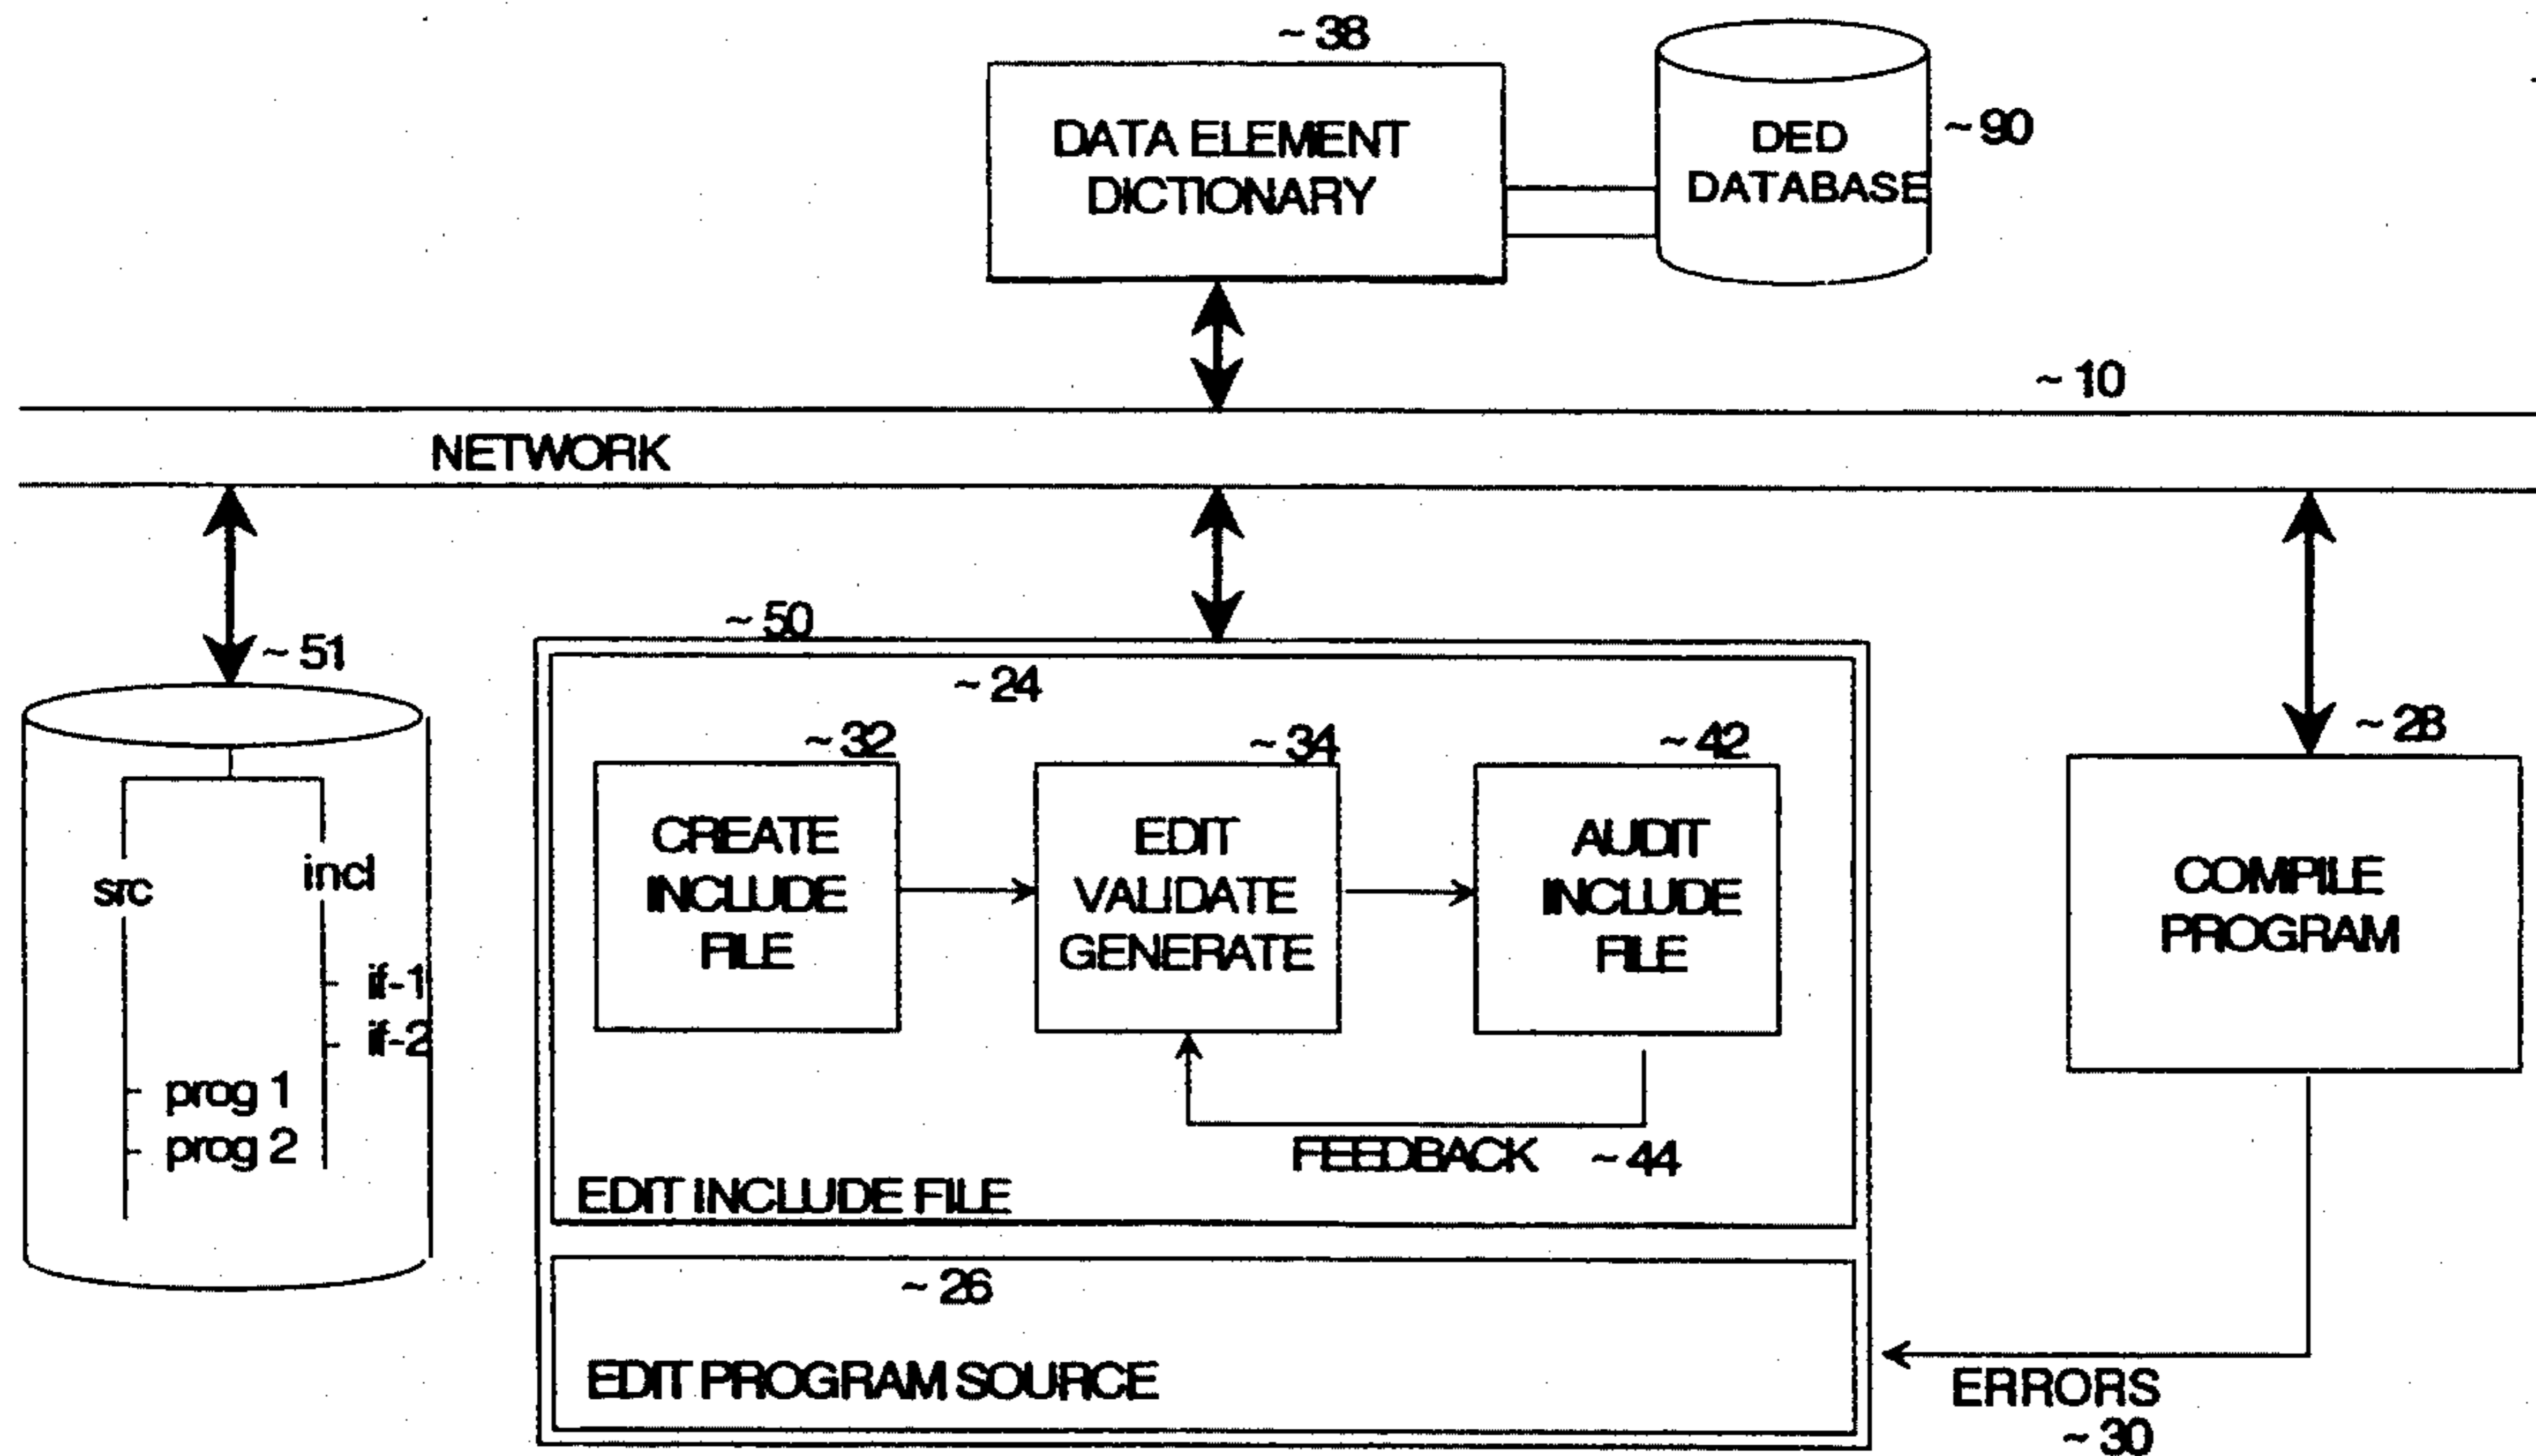 ~ 38
DATA ELEMENT
DICTIONARY
DED
DATABASE
~ 90
~ 10
NETWORK
~ 51
src
incl
if-1
if-2
prog 1
prog 2
~ 50
~ 24
~ 32
CREATE
INCLUDE
FILE
~ 34
EDIT
VALIDATE
GENERATE
~ 42
AUDIT
INCLUDE
FILE
FEEDBACK ~ 44
EDIT INCLUDE FILE
~ 26
EDIT PROGRAM SOURCE
~ 28
COMPILE
PROGRAM
ERRORS
~ 30